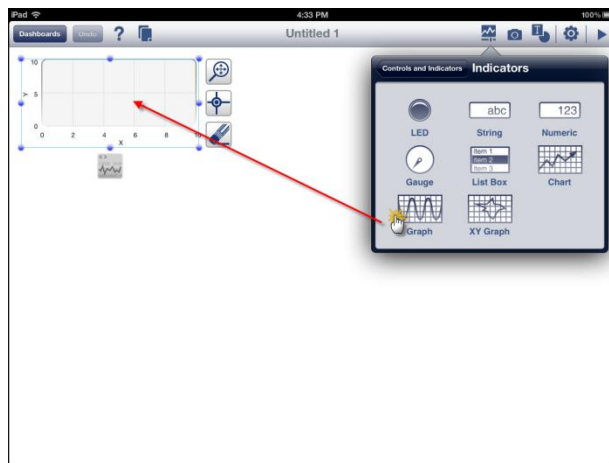 iPad 4:33 PM 100%
Dashboards Undo ? Untitled 1
10
Y 5
0
0 2 4 6 8 10
X
Controls and Indicators Indicators
abc 123
LED String Numeric
Item 1
Item 2
Item 3
Gauge List Box Chart
Graph XY Graph